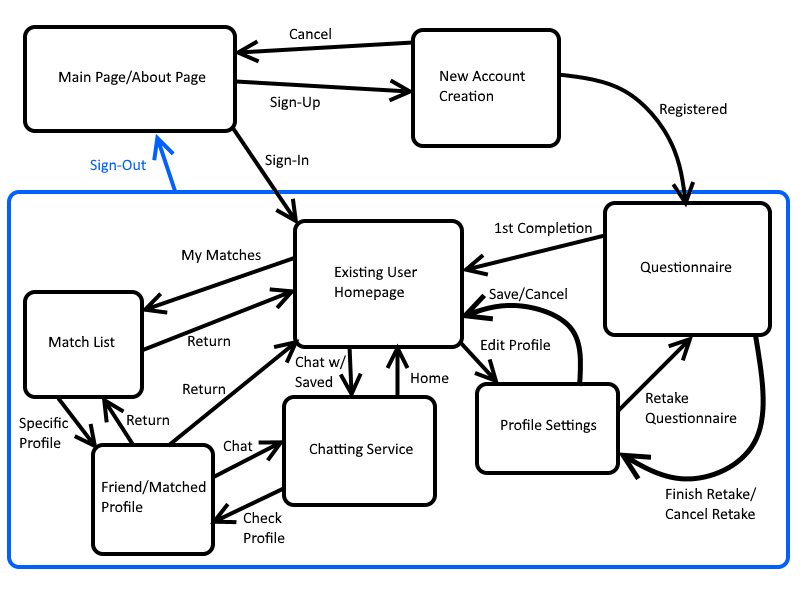 Cancel
Main Page/About Page
New Account
Creation
Sign-Up
Registered
Sign-Out
Sign-In
1st Completion
My Matches
Existing User
Homepage
Questionnaire
Save/Cancel
Match List
Return
Edit Profile
Chat w/
Saved
Home
Return
Retake
Questionnaire
Specific
Profile
Return
Profile Settings
Chat
Chatting Service
Friend/Matched
Profile
Finish Retake/
Cancel Retake
Check
Profile